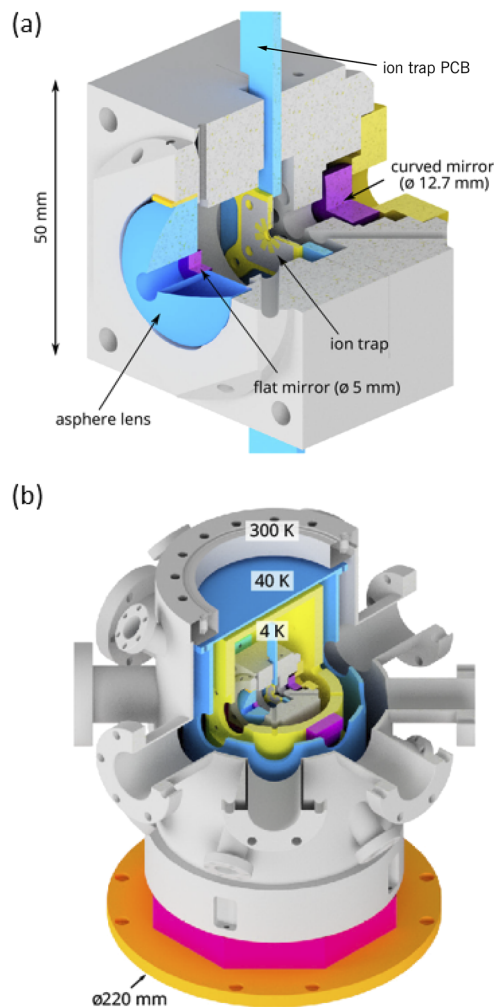 (a)
ion trap PCB
curved mirror
(ø 12.7 mm)
50 mm
ion trap
flat mirror (ø 5 mm)
asphere lens
(b)
300 K
40 K
4 K
ø220 mm